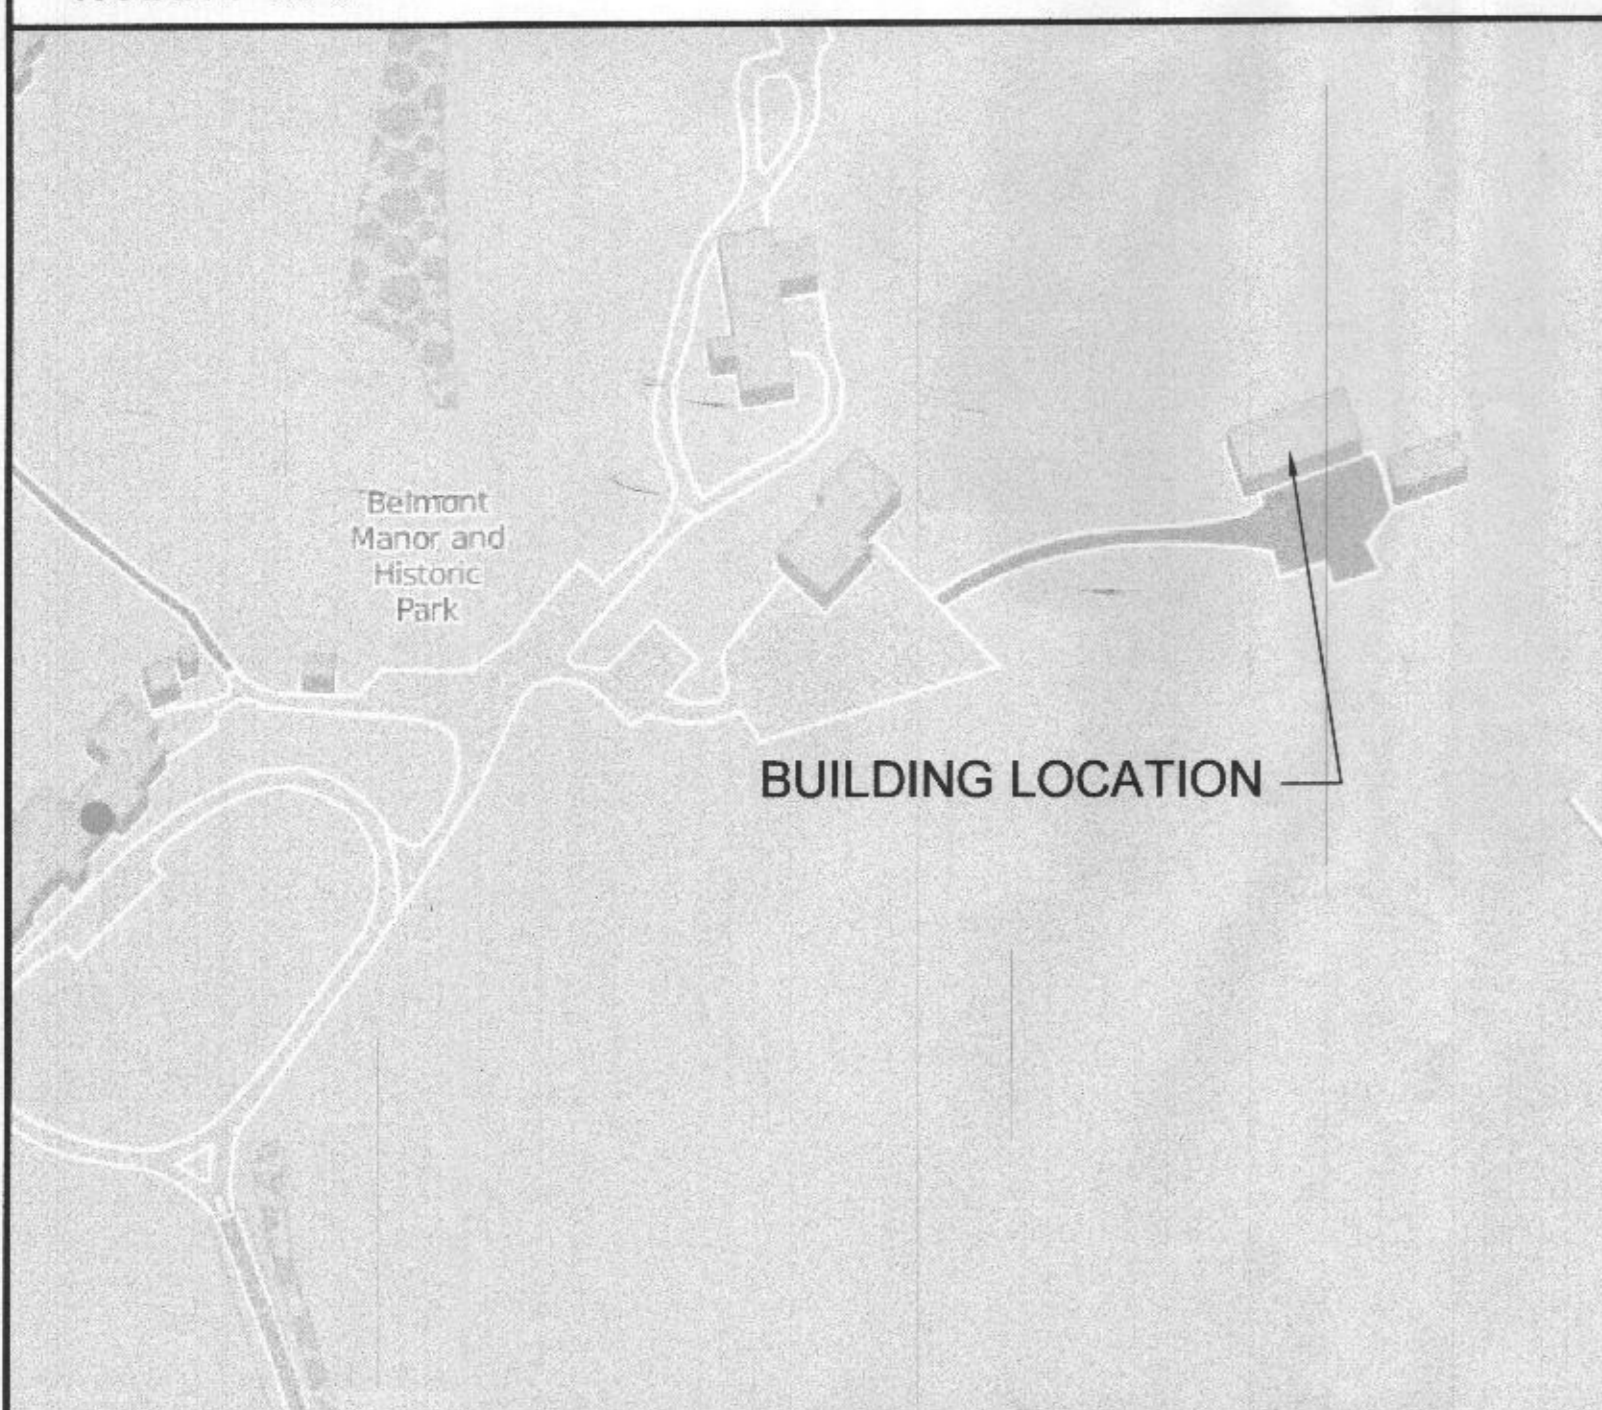 Belmont
Manor and
Historic
Park
BUILDING LOCATION